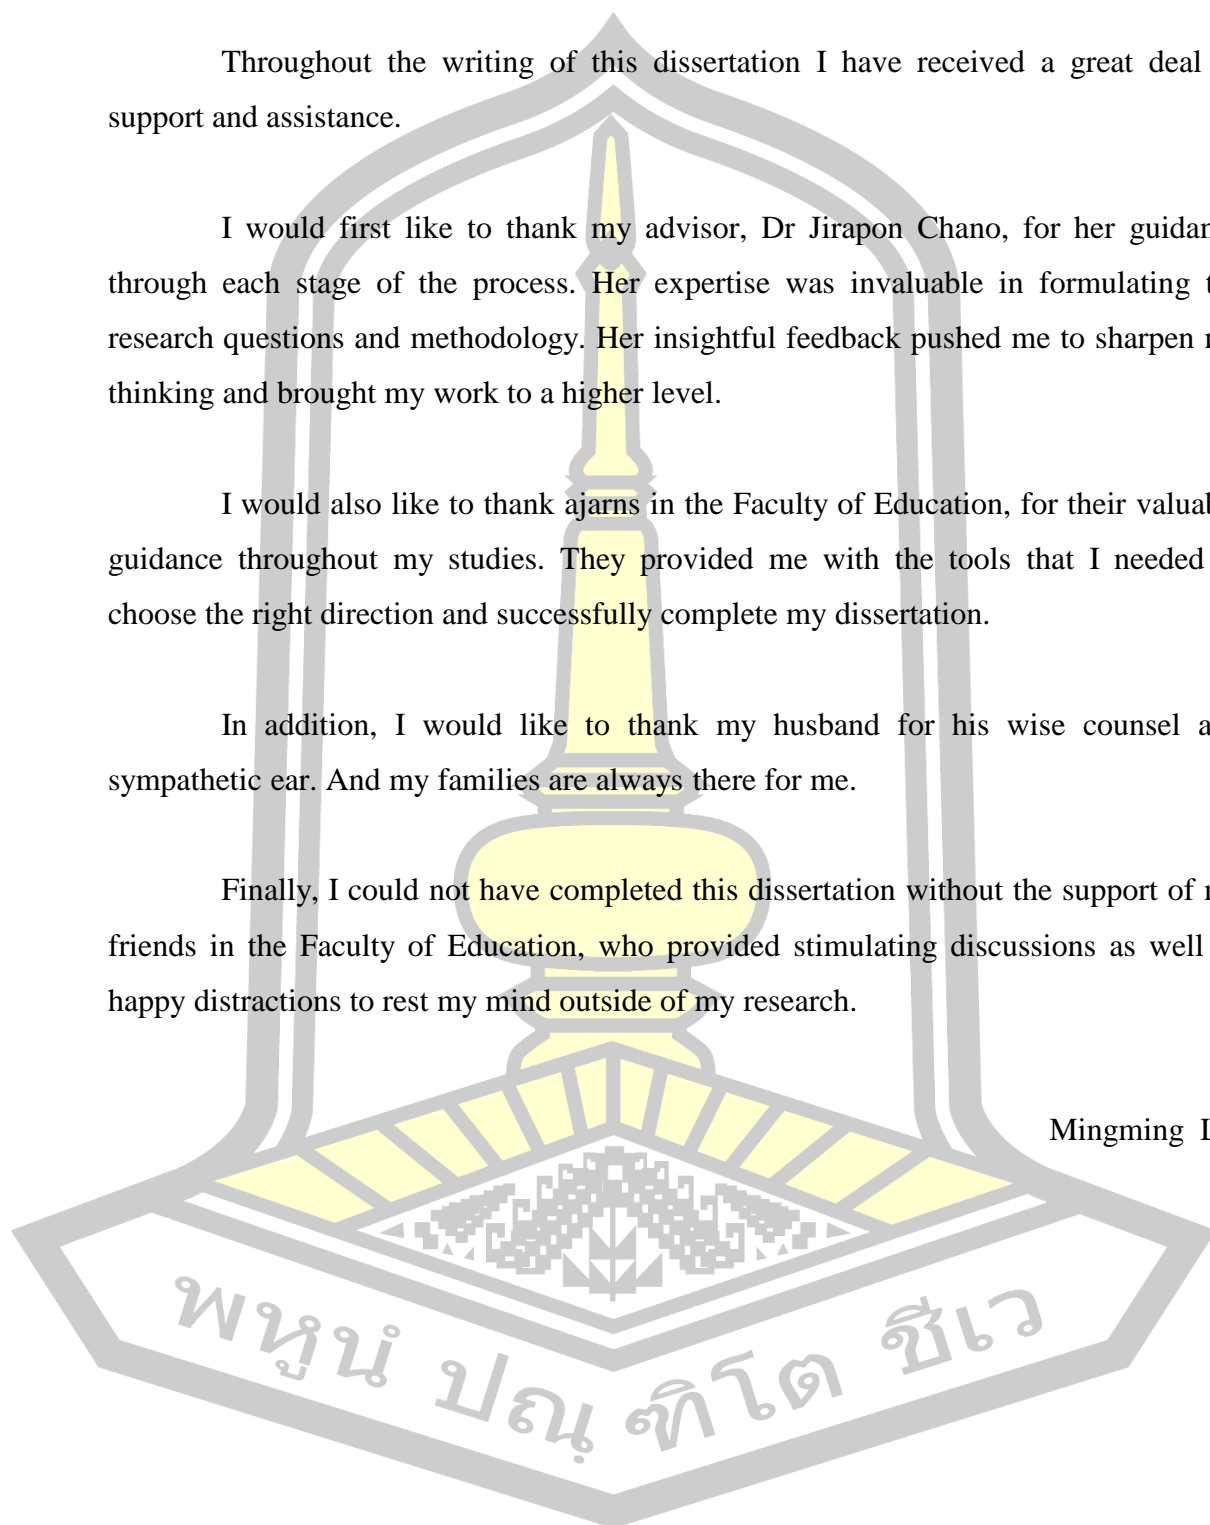 Throughout the writing of this dissertation I have received a great deal
support and assistance.
I would first like to thank my advisor, Dr Jirapon Chano, for her
through each stage of the process. Her expertise was invaluable in formulating
research questions and methodology. Her insightful feedback pushed me to sharpen
thinking and brought my work to a higher level.
I would also like to thank ajarns in the Faculty of Education, for their
guidance throughout my studies. They provided me with the tools that I needed
choose the right direction and successfully complete my dissertation.
In addition, I would like to thank my husband for his wise counsel
sympathetic ear. And my families are always there for me.
Finally, I could not have completed this dissertation without the support of
friends in the Faculty of Education, who provided stimulating discussions as well
happy distractions to rest my mind outside of my research.
Mingming
พหูนํ ปณฺฑิโต ชีเว